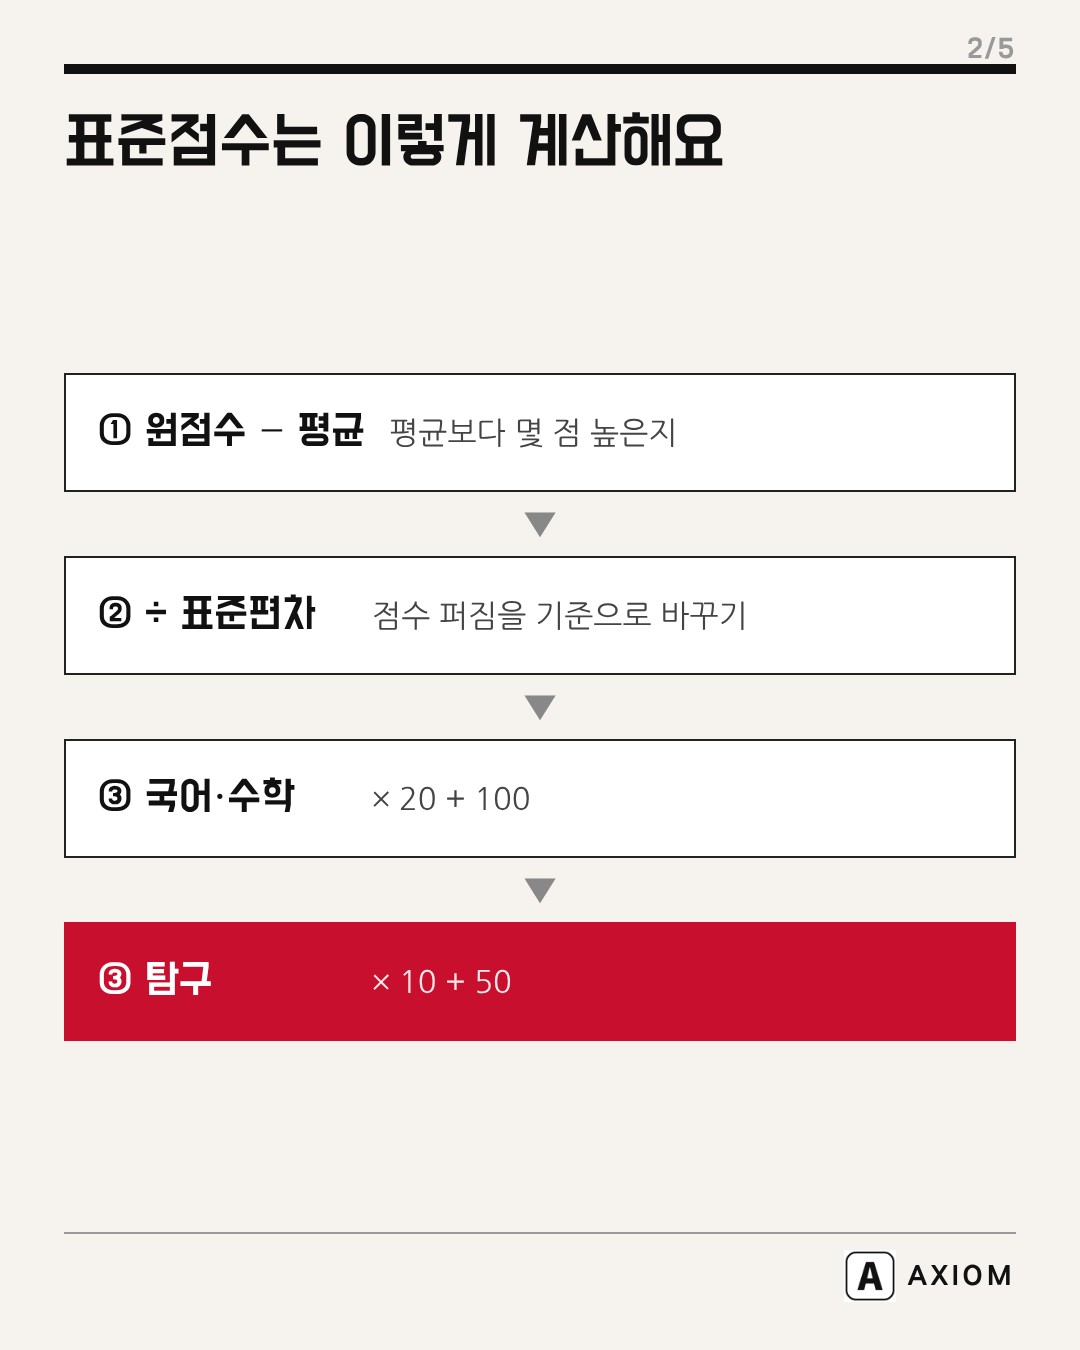 2/5
표준점수는 이렇게 계산해요
① 원점수 − 평균 평균보다 몇 점 높은지
▼
② ÷ 표준편차 점수 퍼짐을 기준으로 바꾸기
▼
③ 국어·수학 × 20 + 100
▼
③ 탐구 × 10 + 50
A AXIOM